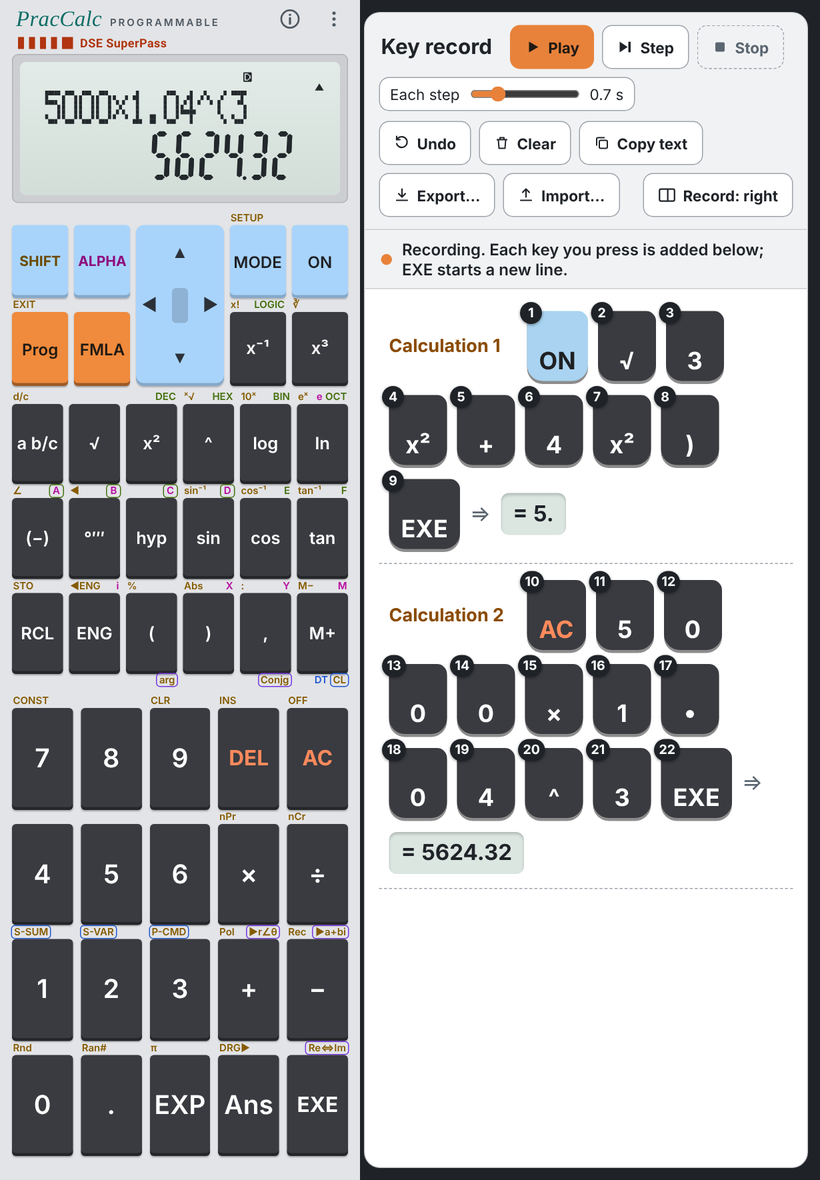 PracCalc PROGRAMMABLE
DSE SuperPass
D
5000x1.04^(3
5624.32
SETUP
SHIFT ALPHA MODE ON
EXIT x! LOGIC ∛
Prog FMLA x⁻¹ x³
d/c DEC ˣ√ HEX 10ˣ BIN eˣ e OCT
a b/c √ x² ^ log ln
∠ A ◀ B C sin⁻¹ D cos⁻¹ E tan⁻¹ F
(−) °′″ hyp sin cos tan
STO ◀ENG i % Abs X : Y M− M
RCL ENG ( ) , M+
arg Conjg DT CL
CONST CLR INS OFF
7 8 9 DEL AC
nPr nCr
4 5 6 × ÷
S-SUM S-VAR P-CMD Pol ▶r∠θ Rec ▶a+bi
1 2 3 + −
Rnd Ran# π DRG▶ Re⇔Im
0 . EXP Ans EXE
Key record Play Step Stop
Each step 0.7 s
Undo Clear Copy text
Export... Import... Record: right
Recording. Each key you press is added below;
EXE starts a new line.
1 2 3
Calculation 1 ON √ 3
4 5 6 7 8
x² + 4 x² )
9
EXE ⇒ = 5.
10 11 12
Calculation 2 AC 5 0
13 14 15 16 17
0 0 × 1 •
18 19 20 21 22
0 4 ^ 3 EXE ⇒
= 5624.32